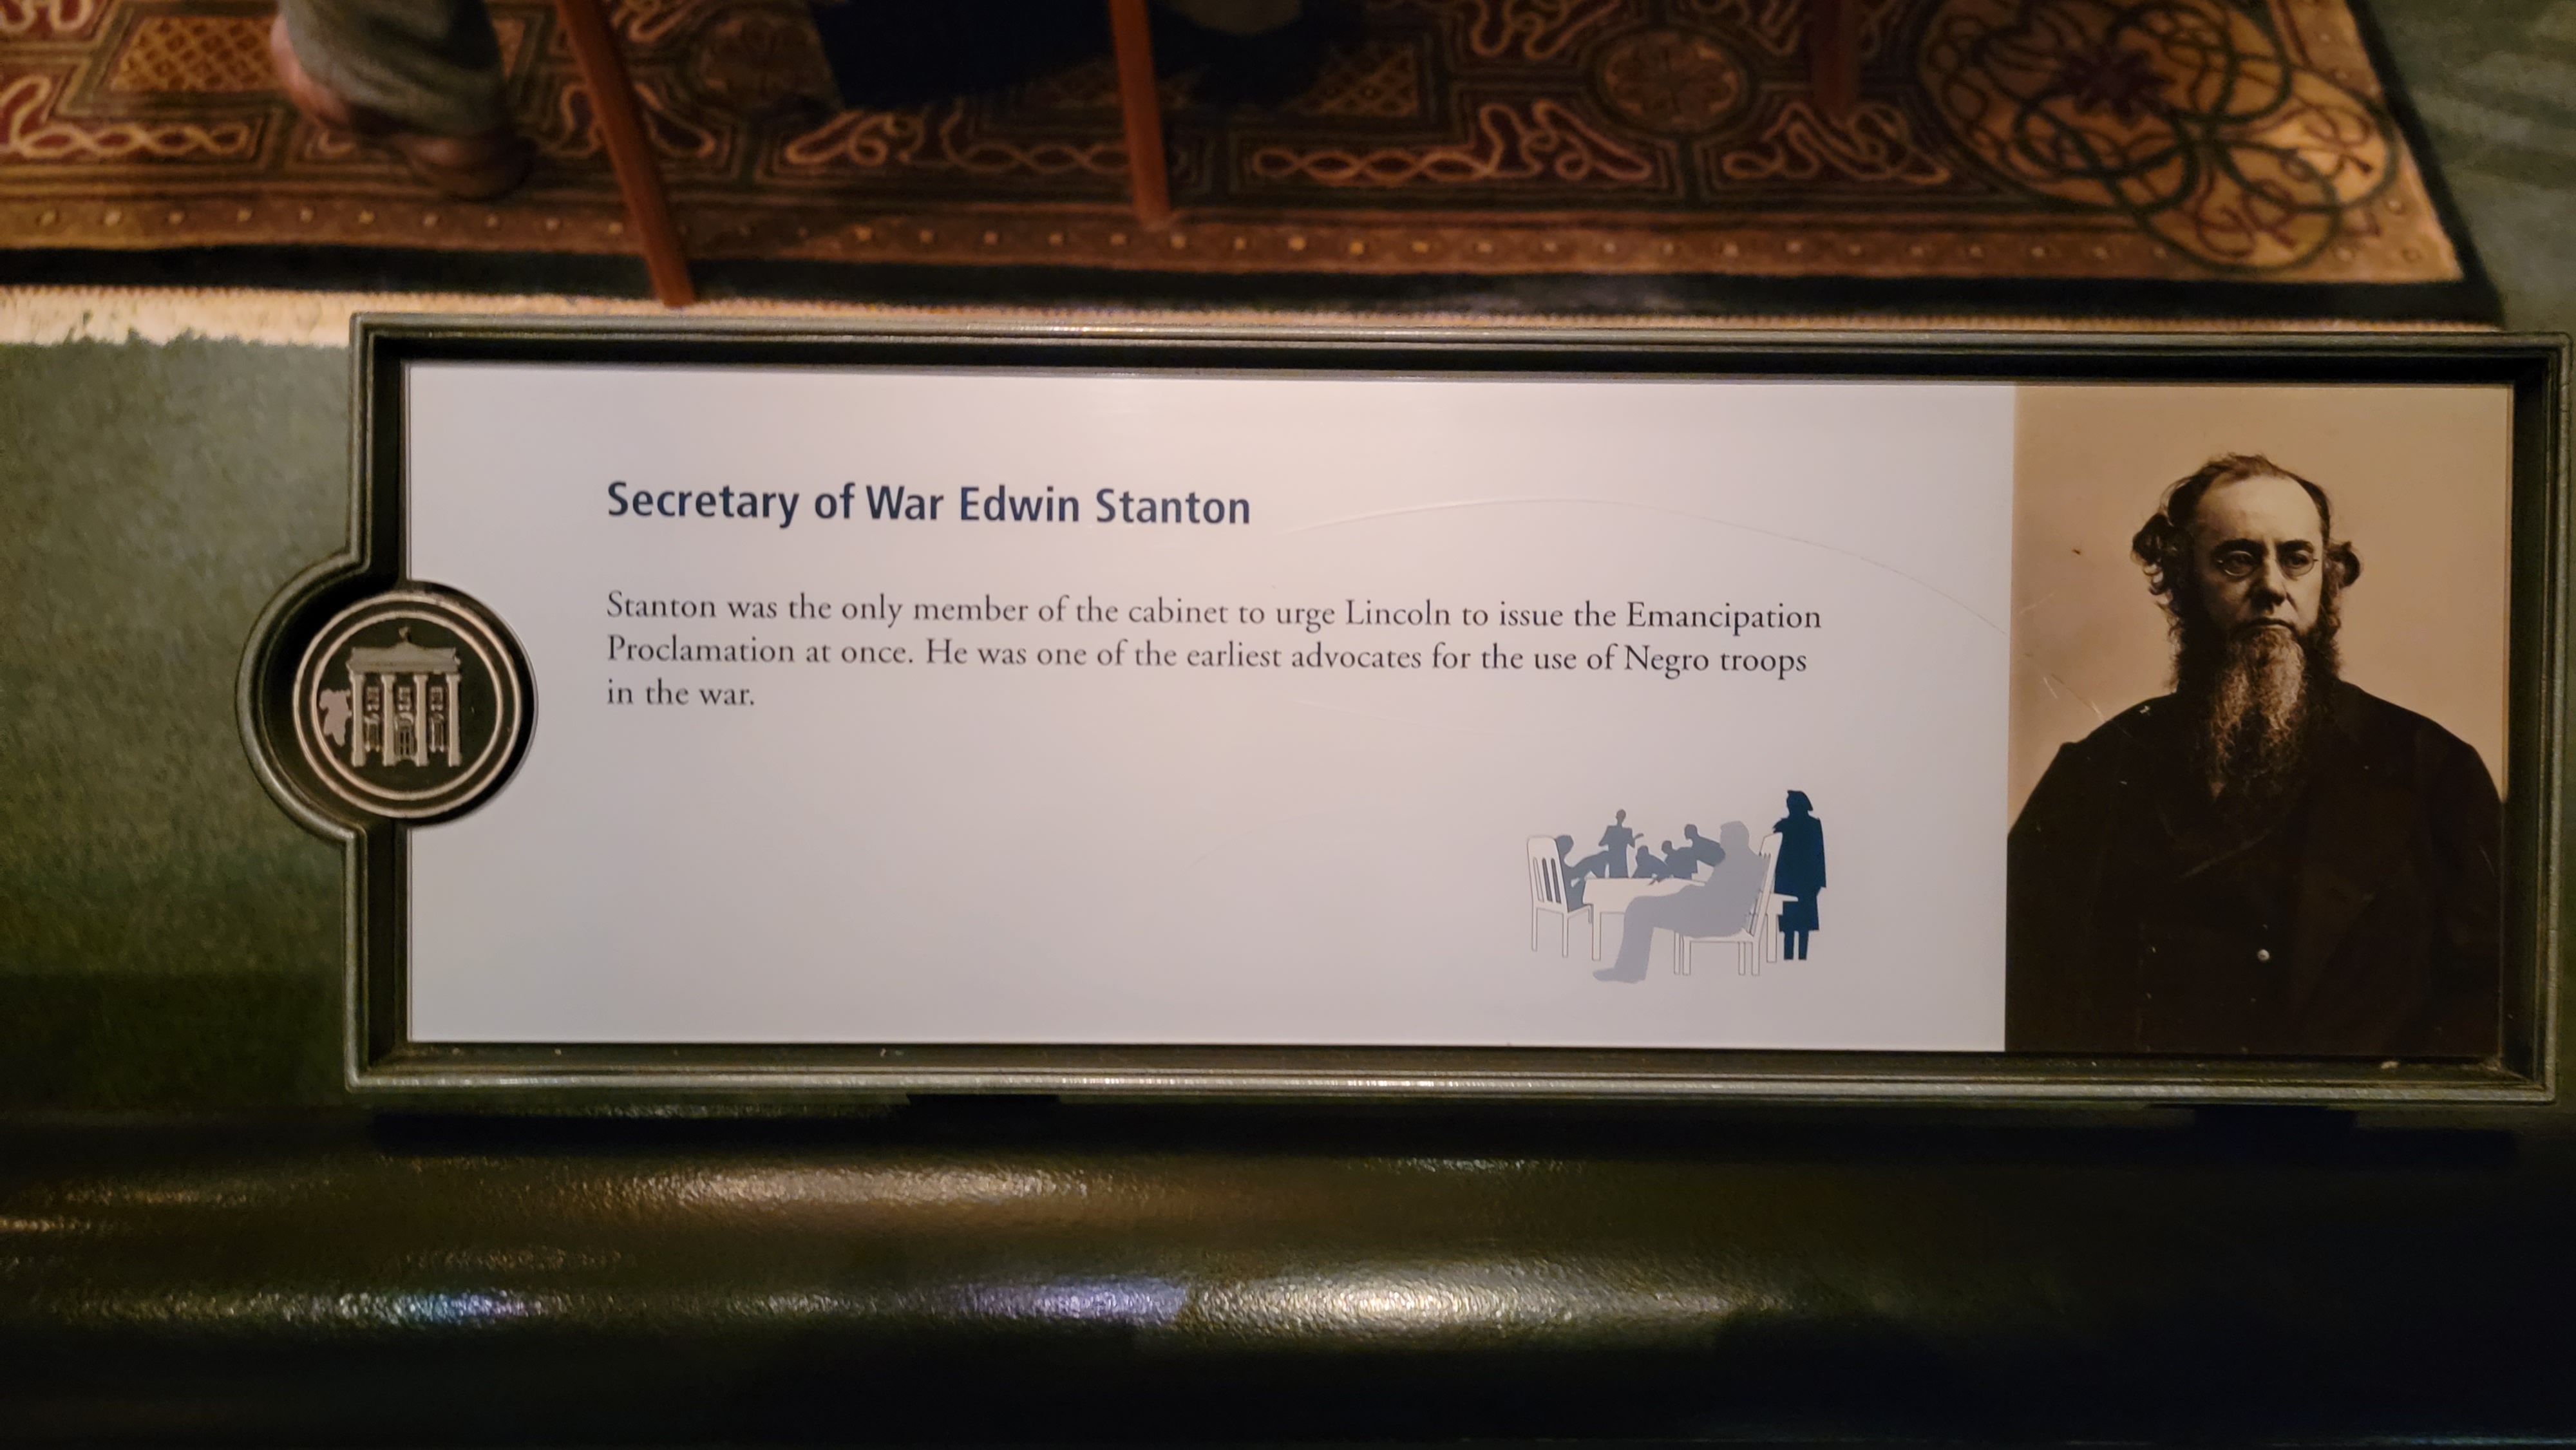 Secretary of War Edwin Stanton
Stanton was the only member of the cabinet to urge Lincoln to issue the Emancipation
Proclamation at once. He was one of the earliest advocates for the use of Negro troops
in the war.